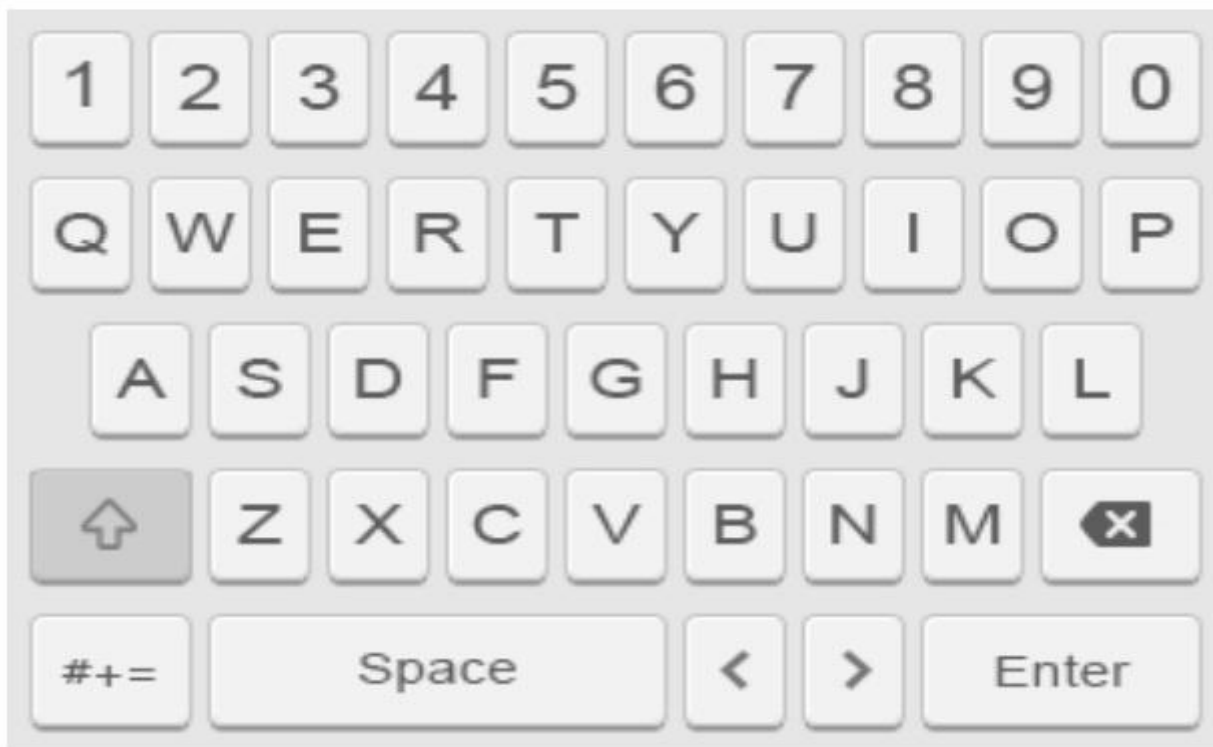 1 2 3 4 5 6 7 8 9 0
Q W E R T Y U I O P
A S D F G H J K L
Z X C V B N M
#+= Space < > Enter